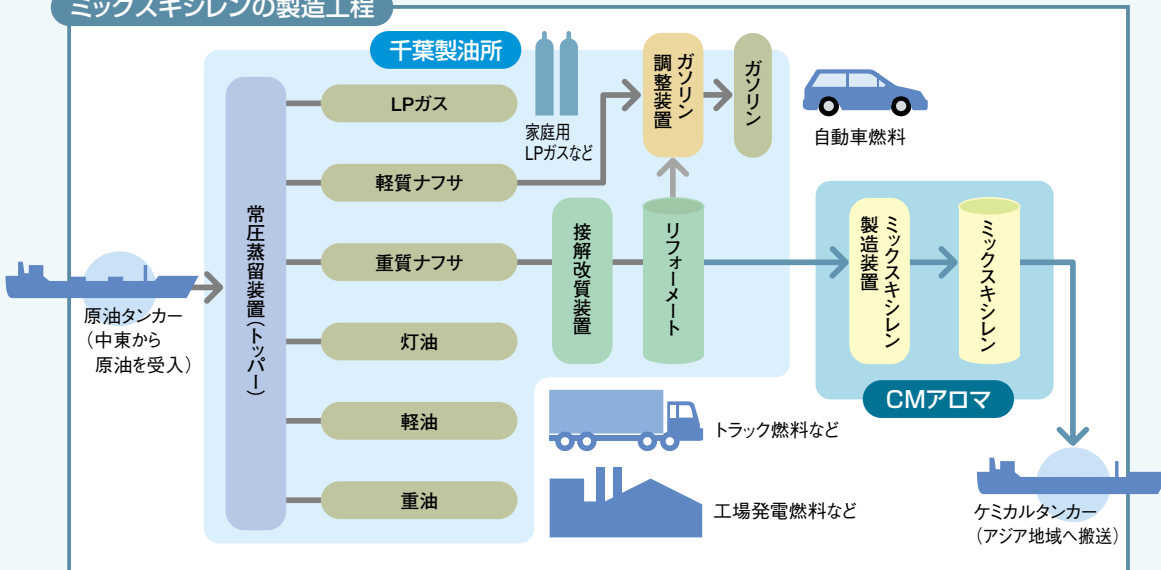 ミックスキシレンの製造工程
千葉製油所
LPガス
軽質ナフサ
重質ナフサ
灯油
軽油
重油
常圧蒸留装置（トッパー）
原油タンカー
（中東から
原油を受入）
家庭用
LPガスなど
ガソリン
調整装置
ガソリン
自動車燃料
接解改質装置
リフォーメート
ミックスキシレン
製造装置
ミックスキシレン
CMアロマ
トラック燃料など
工場発電燃料など
ケミカルタンカー
（アジア地域へ搬送）